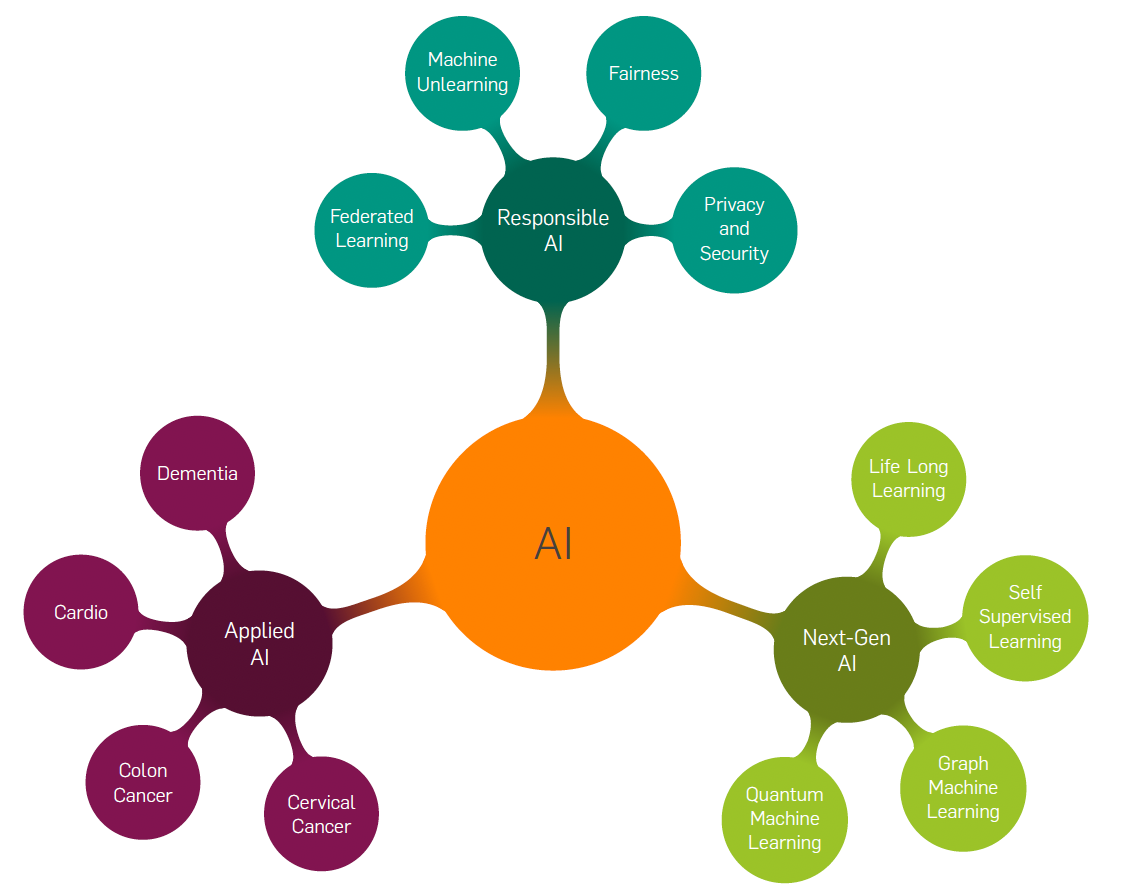 Machine
Unlearning
Fairness
Federated
Learning
Responsible
AI
Privacy
and
Security
AI
Dementia
Cardio
Applied
AI
Colon
Cancer
Cervical
Cancer
Life Long
Learning
Self
Supervised
Learning
Next-Gen
AI
Graph
Machine
Learning
Quantum
Machine
Learning